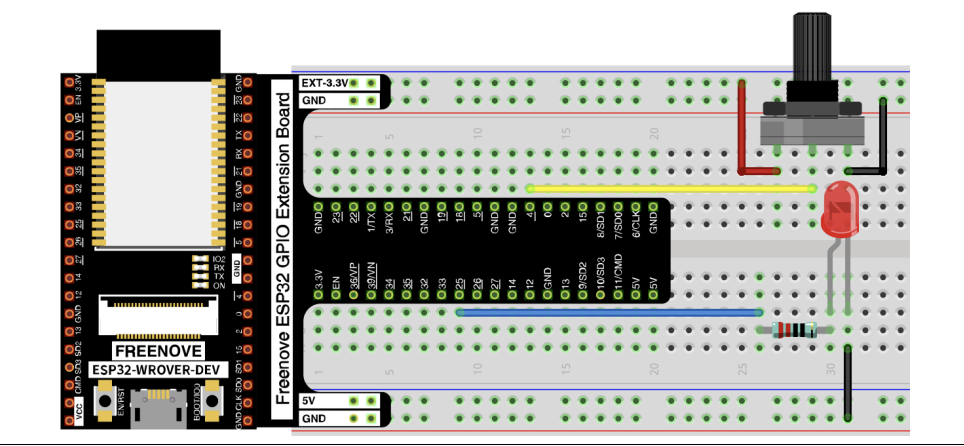 EXT-3.3V
GND
3.3V
EN
VP
VN
34
35
32
33
25
26
27
14
12
GND
13
SD2
SD3
CMD
VCC
GND
23
22
TX
RX
21
GND
19
18
5
GND
4
0
2
15
SD1
SD0
CLK
GND
IO2
RX
TX
ON
FREENOVE
ESP32-WROVER-DEV
EN/RST
BOOT/IO0
Freenove ESP32 GPIO Extension Board
1 5 10 15 20
GND 23 22 1/TX 3/RX 21 GND 19 18 5 GND GND 4 0 2 15 8/SD1 7/SD0 6/CLK GND
3.3V EN 36/VP 39/VN 34 35 32 33 25 26 27 14 12 GND 13 9/SD2 10/SD3 11/CMD 5V 5V
1 5 10 15 20 25 30
5V
GND